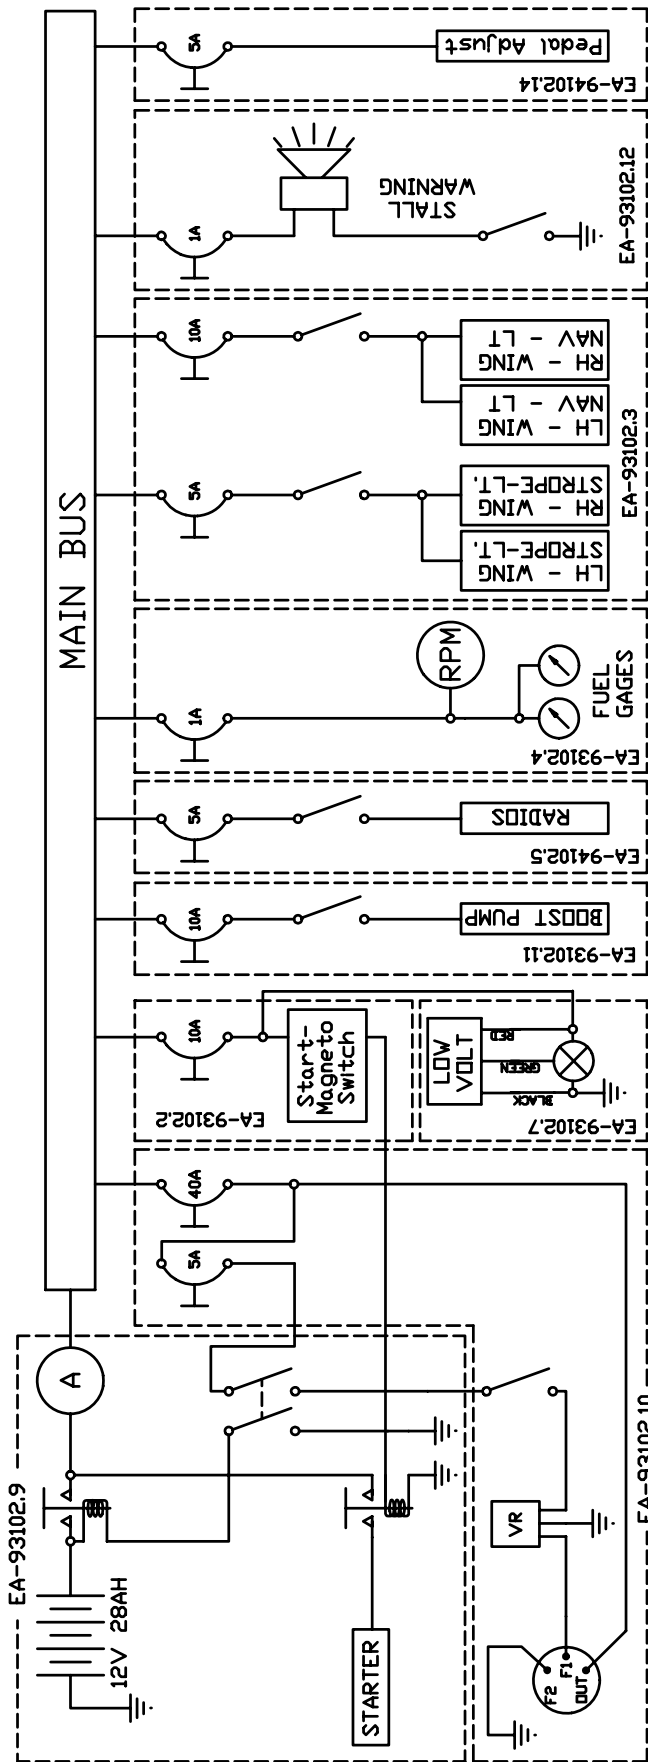 5A
Pedal Adjust
EA-94102.14
STALL
WARNING
1A
EA-93102.12
10A
RH - WING
NAV - LT
LH - WING
NAV - LT
EA-93102.3
MAIN BUS
5A
RH - WING
STROPE-LT.
LH - WING
STROPE-LT.
RPM
1A
FUEL
GAGES
EA-93102.4
5A
RADIOS
EA-94102.5
10A
BOOST PUMP
EA-93102.11
10A
Start-
Magneto
Switch
EA-93102.2
LOW
VOLT
RED
GREEN
BLACK
EA-93102.7
40A
5A
A
EA-93102.9
EA-93102.10
VR
12V 28AH
STARTER
F2
F1
OUT